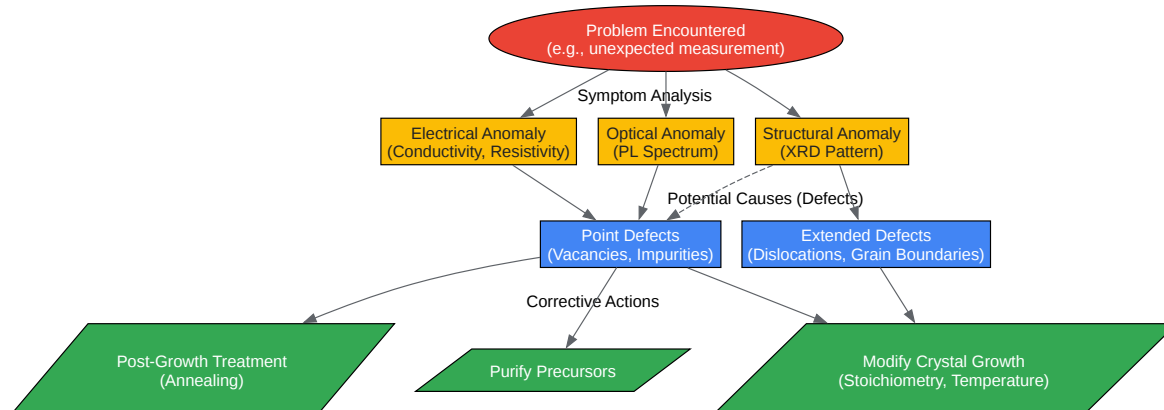 Problem Encountered
(e.g., unexpected measurement)
Symptom Analysis
Electrical Anomaly
(Conductivity, Resistivity)
Optical Anomaly
(PL Spectrum)
Structural Anomaly
(XRD Pattern)
Potential Causes (Defects)
Point Defects
(Vacancies, Impurities)
Extended Defects
(Dislocations, Grain Boundaries)
Corrective Actions
Post-Growth Treatment
(Annealing)
Purify Precursors
Modify Crystal Growth
(Stoichiometry, Temperature)